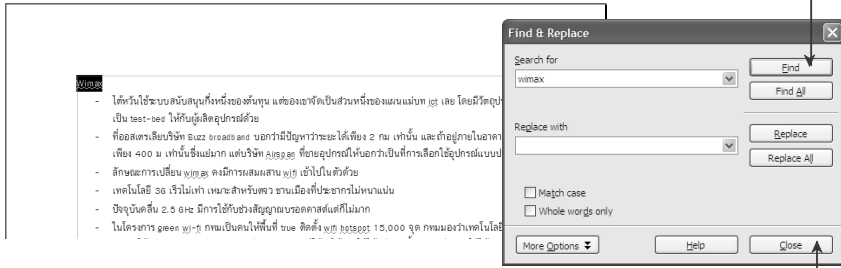 Wimax
- ไต้หวันใช้ระบบสนับสนุนกึ่งหนึ่งของต้นทุน แต่ของเขาจัดเป็นส่วนหนึ่งของแผนแม่บท ict เลย โดยมีวัตถุป
เป็น test-bed ให้กับผู้ผลิตอุปกรณ์ด้วย
- ที่ออสเตรเลียบริษัท Buzz broadband บอกว่ามีปัญหาว่าระยะได้เพียง 2 กม เท่านั้น และถ้าอยู่ภายในอาคา
เพียง 400 ม เท่านั้นซึ่งแย่มาก แต่บริษัท Airspan ที่ขายอุปกรณ์ให้บอกว่าเป็นที่การเลือกใช้อุปกรณ์แบบป
- ลักษณะการเปลี่ยน wimax คงมีการผสมผสาน wifi เข้าไปในตัวด้วย
- เทคโนโลยี 3G เร็วไม่เท่า เหมาะสำหรับตจว ชานเมืองที่ประชากรไม่หนาแน่น
- ปัจจุบันคลื่น 2.5 GHz มีการใช้กับช่วงสัญญาณบรอดคาสต์แต่ก็ไม่มาก
- ในโครงการ green wi-fi กทมเป็นคนให้พื้นที่ true ติดตั้ง wifi hotspot 15,000 จุด กทมมองว่าเทคโนโลยี
Find & Replace
Search for
wimax
Find
Find All
Replace with
Replace
Replace All
Match case
Whole words only
More Options
Help
Close